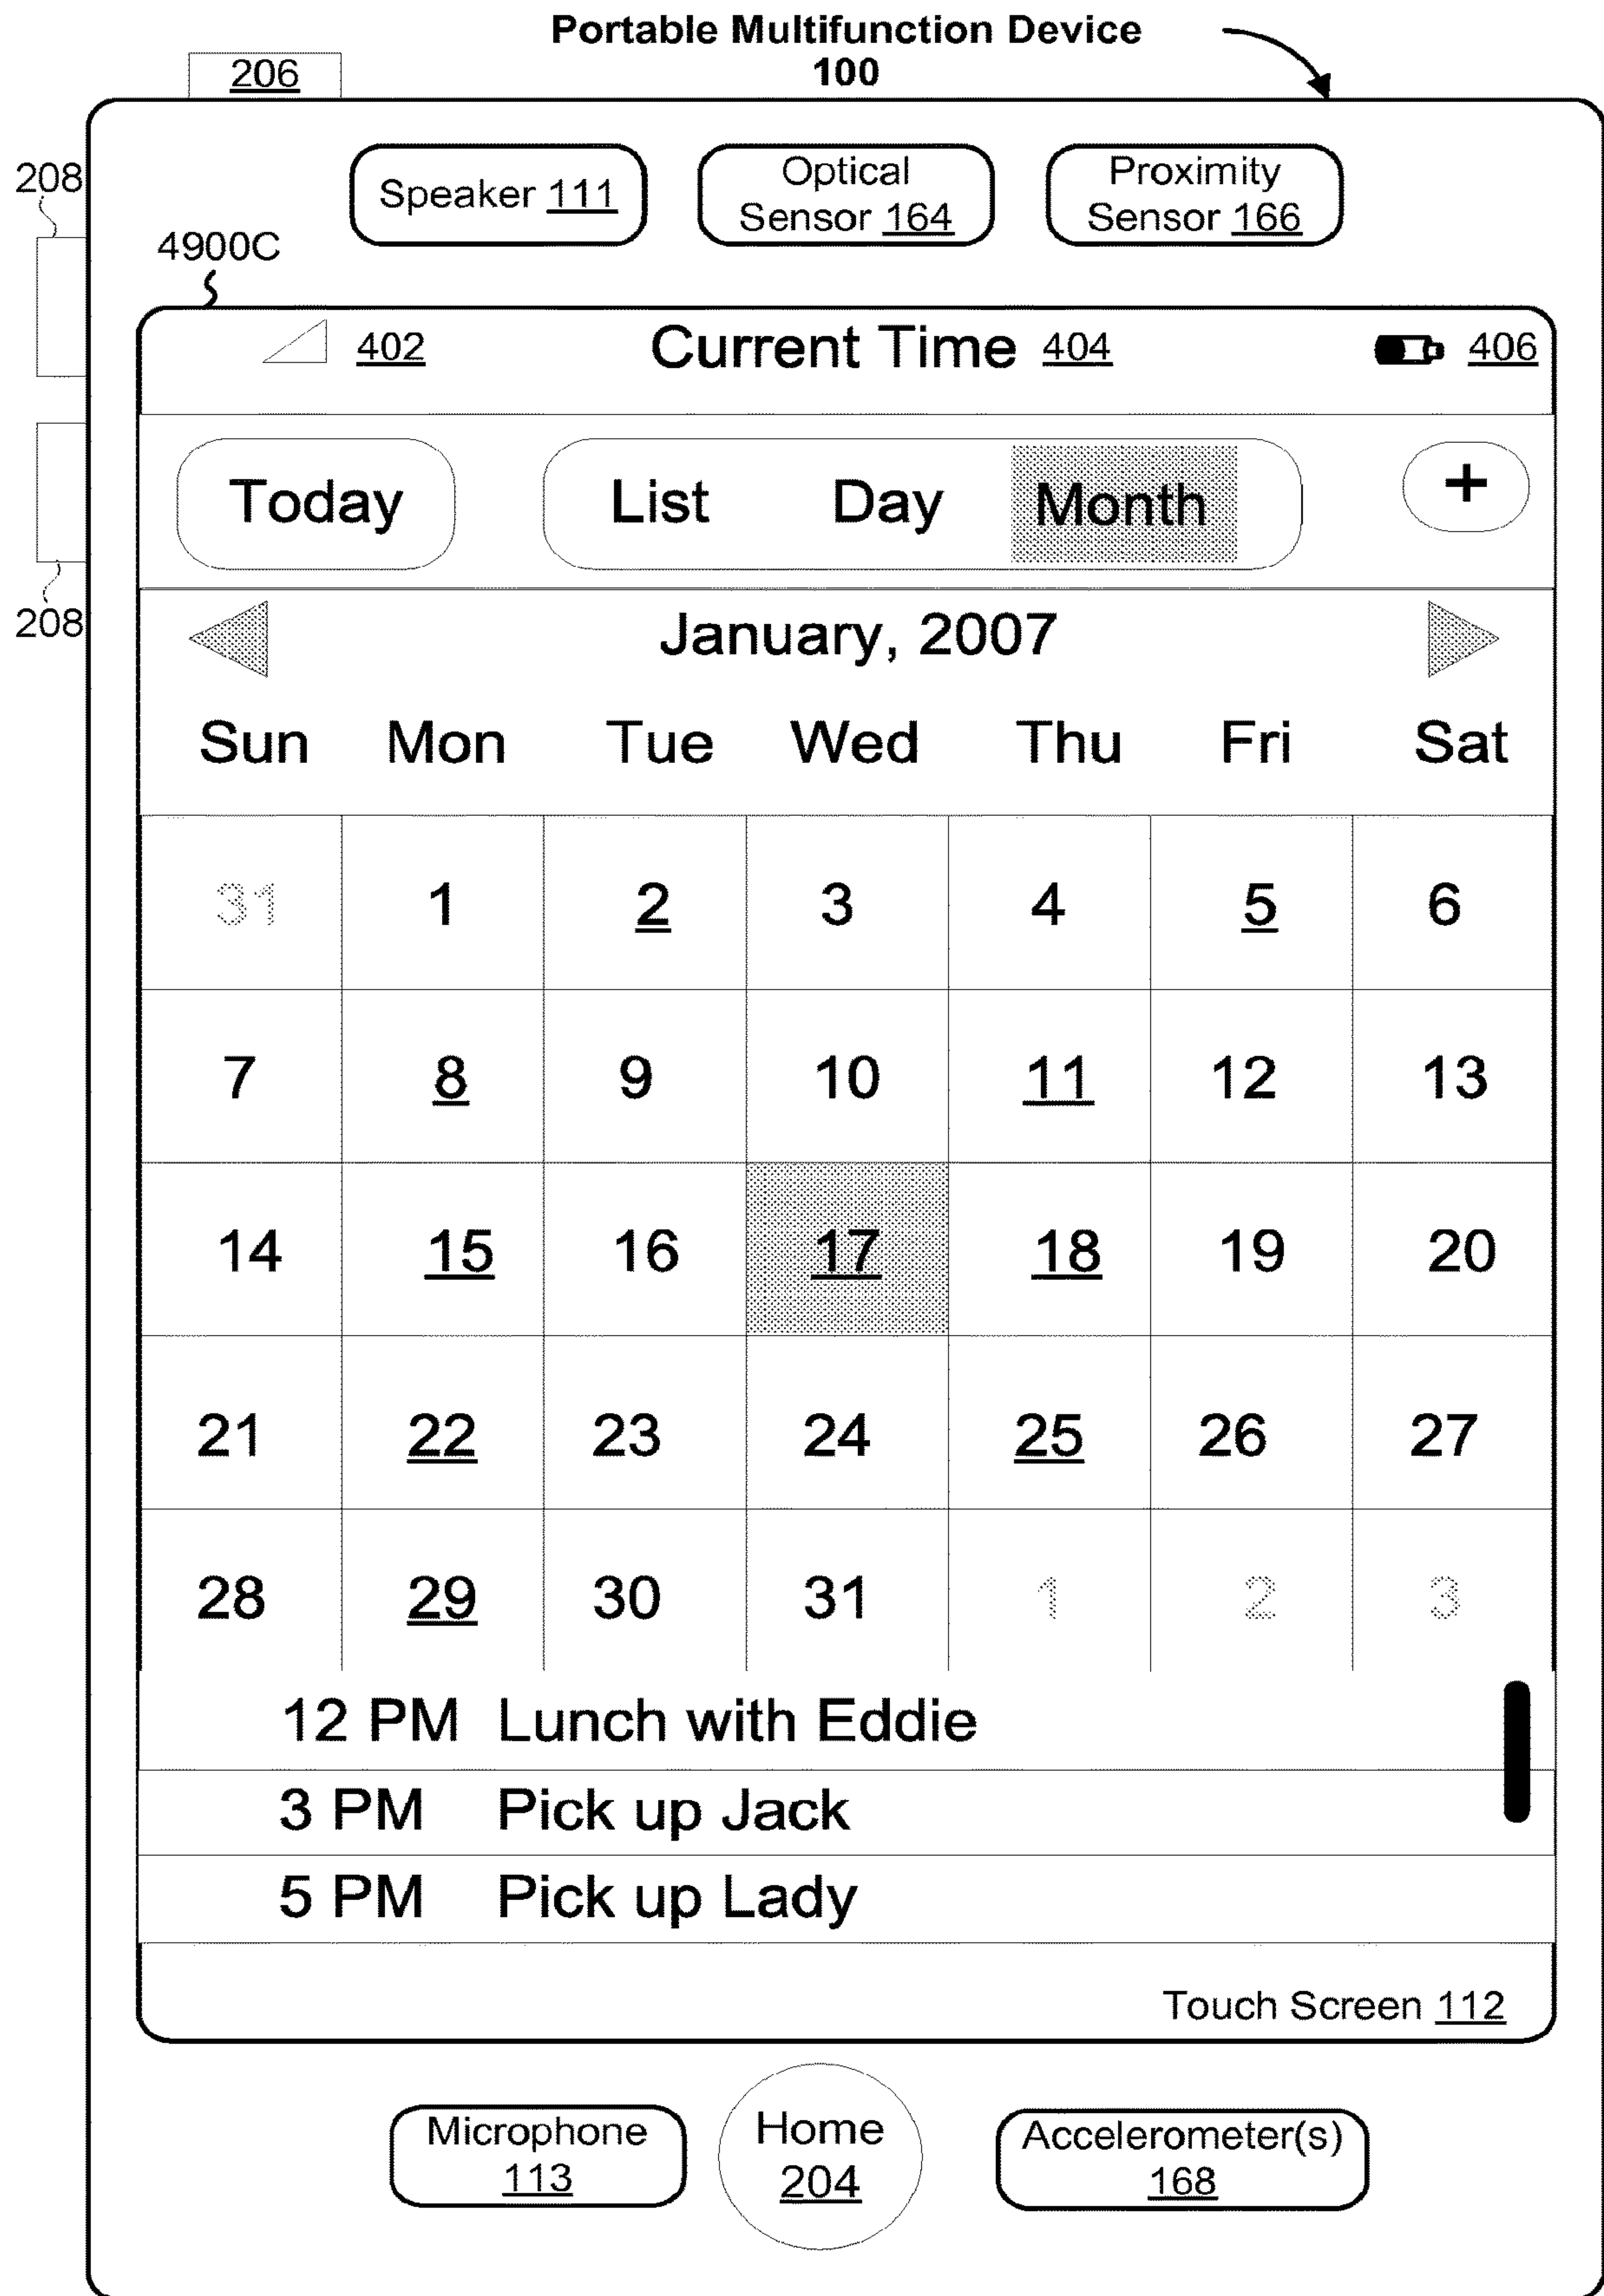 Portable Multifunction Device
100
206
208
Speaker 111
Optical
Sensor 164
Proximity
Sensor 166
4900C
402 Current Time 404 406
Today List Day Month +
208
January, 2007
Sun Mon Tue Wed Thu Fri Sat
31 1 2 3 4 5 6
7 8 9 10 11 12 13
14 15 16 17 18 19 20
21 22 23 24 25 26 27
28 29 30 31 1 2 3
12 PM Lunch with Eddie
3 PM Pick up Jack
5 PM Pick up Lady
Touch Screen 112
Microphone
113
Home
204
Accelerometer(s)
168